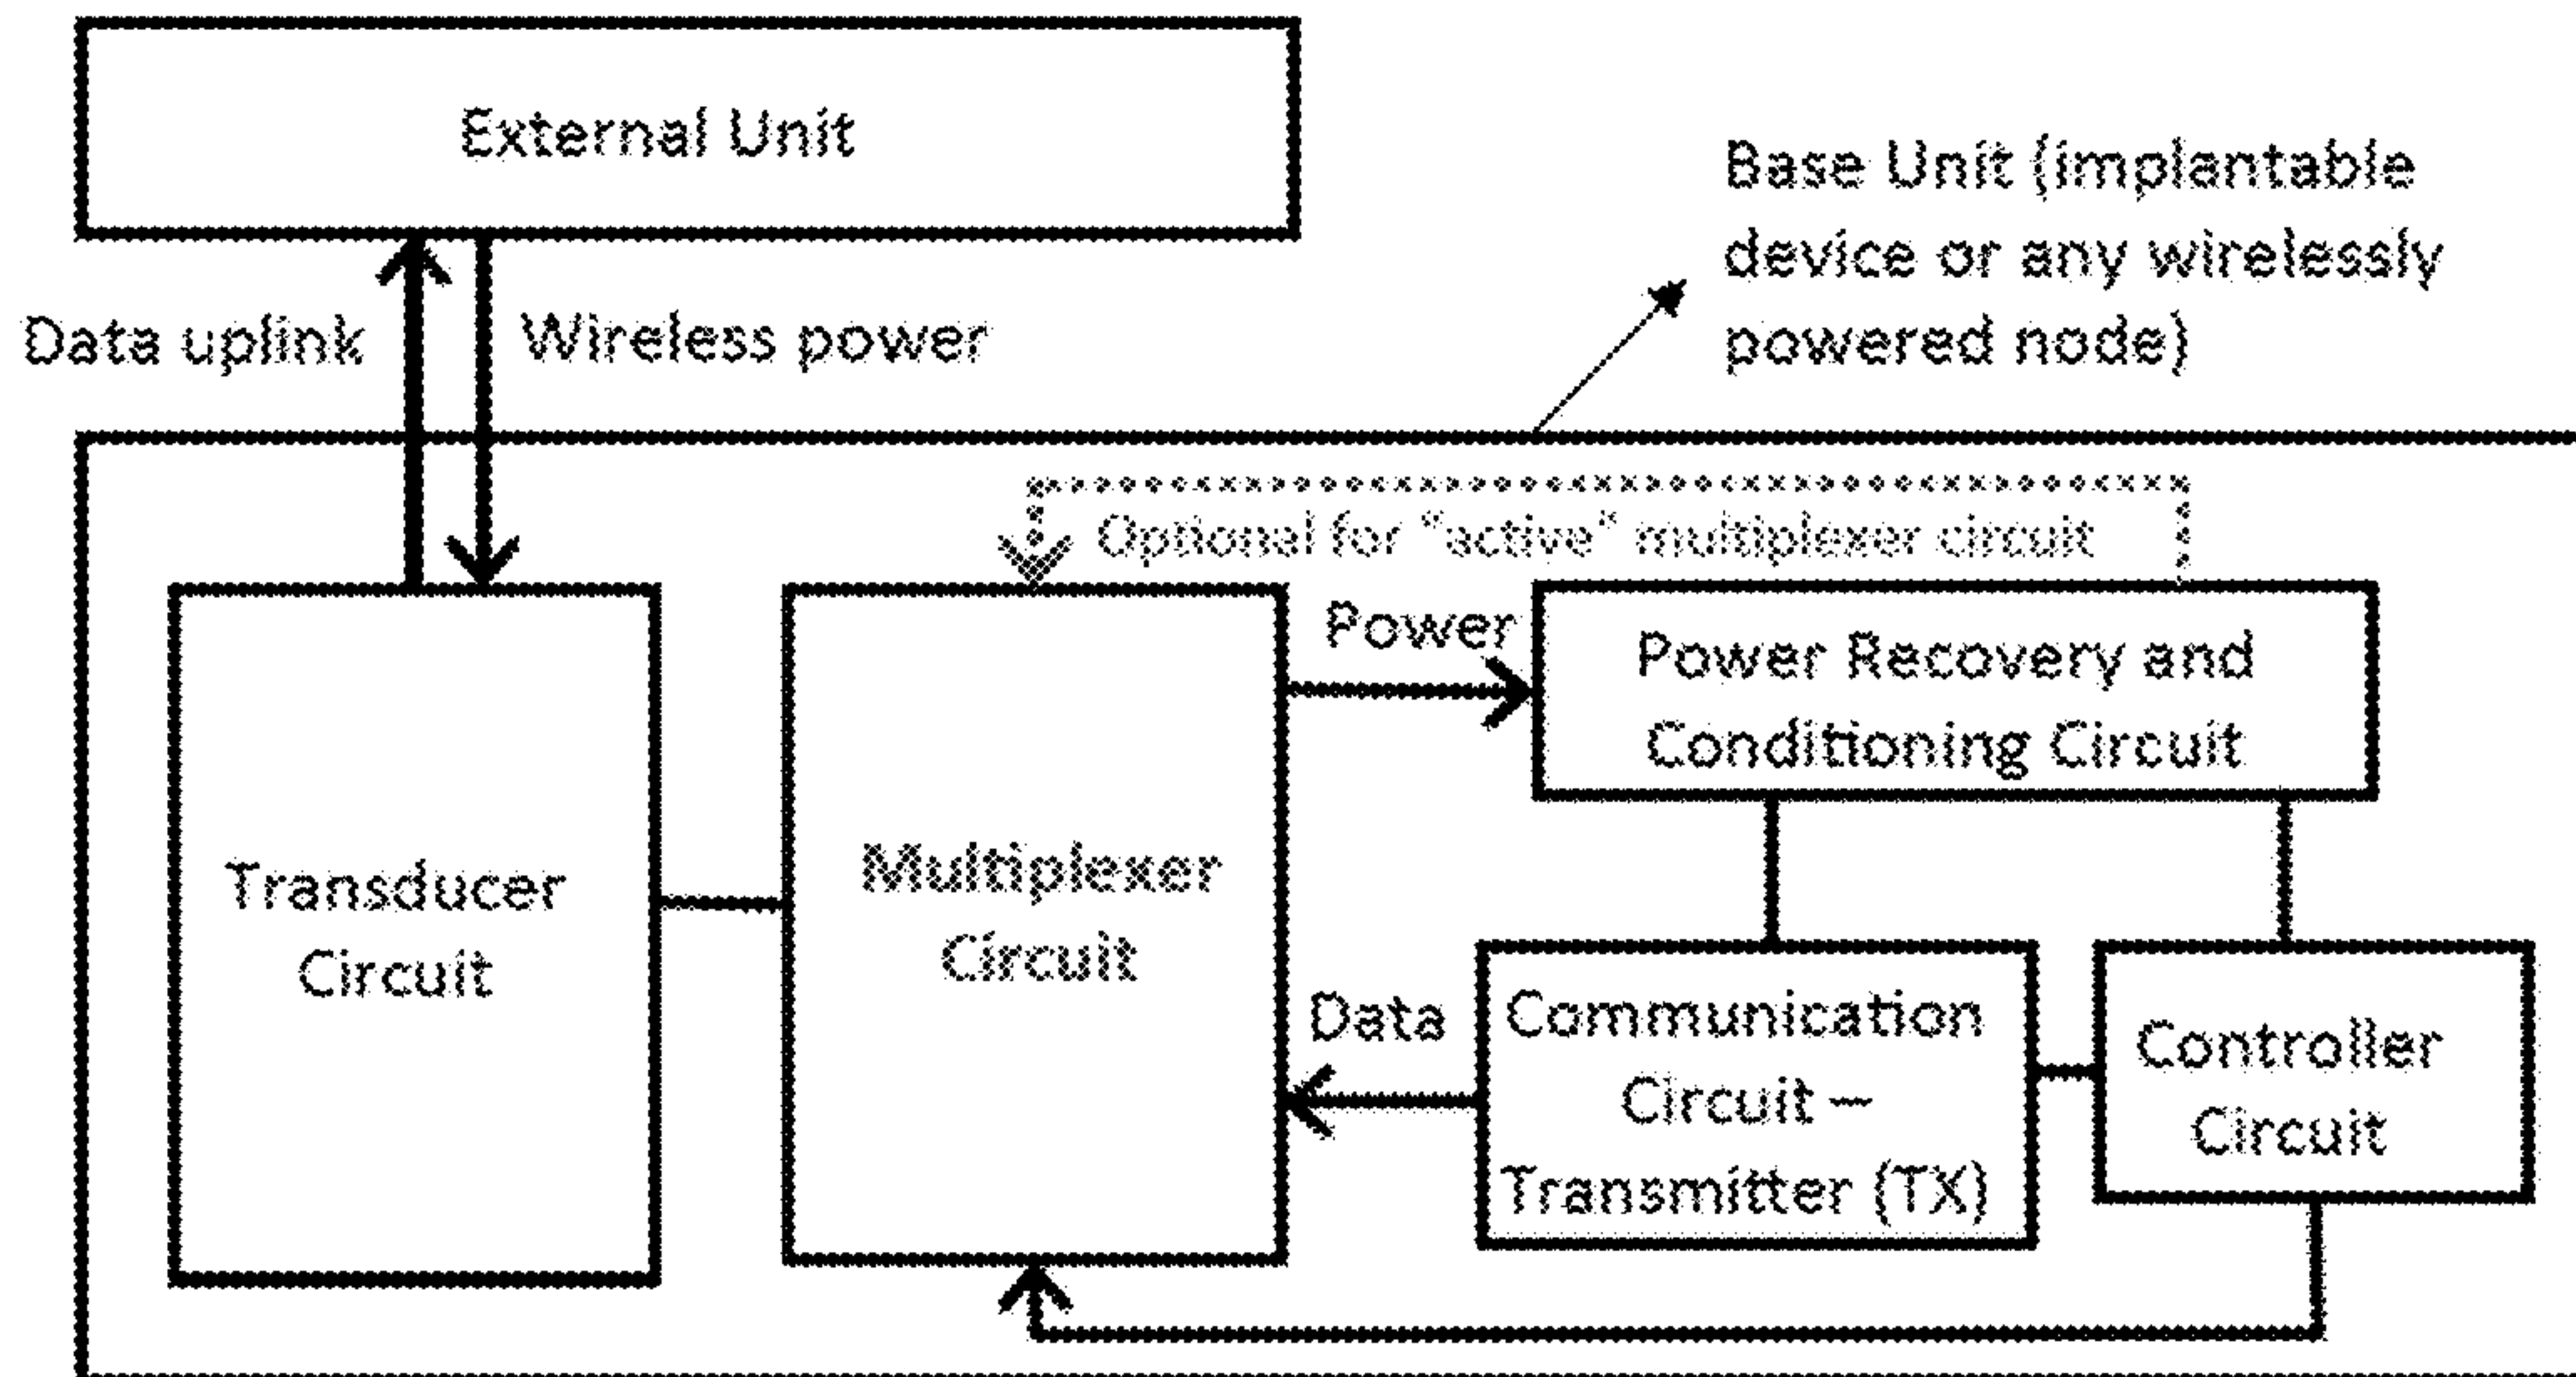 External Unit
Base Unit (implantable
device or any wirelessly
powered node)
Data uplink
Wireless power
Optional for "active" multiplexer circuit
Power
Power Recovery and
Conditioning Circuit
Transducer
Circuit
Multiplexer
Circuit
Data
Communication
Circuit –
Transmitter (TX)
Controller
Circuit